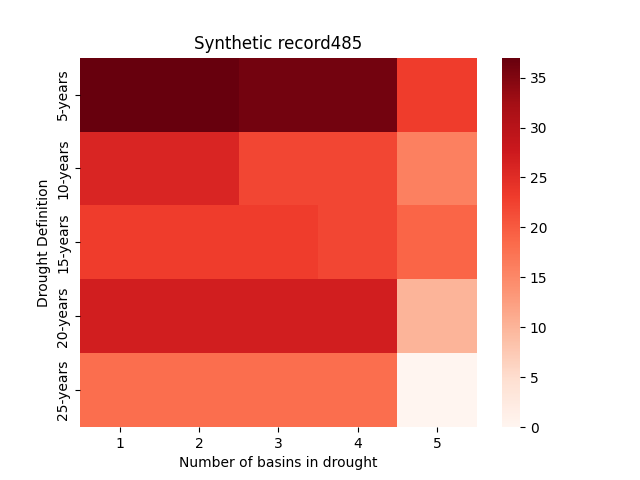 Synthetic record485
Drought Definition
5-years
10-years
15-years
20-years
25-years
1 2 3 4 5
Number of basins in drought
35
30
25
20
15
10
5
0